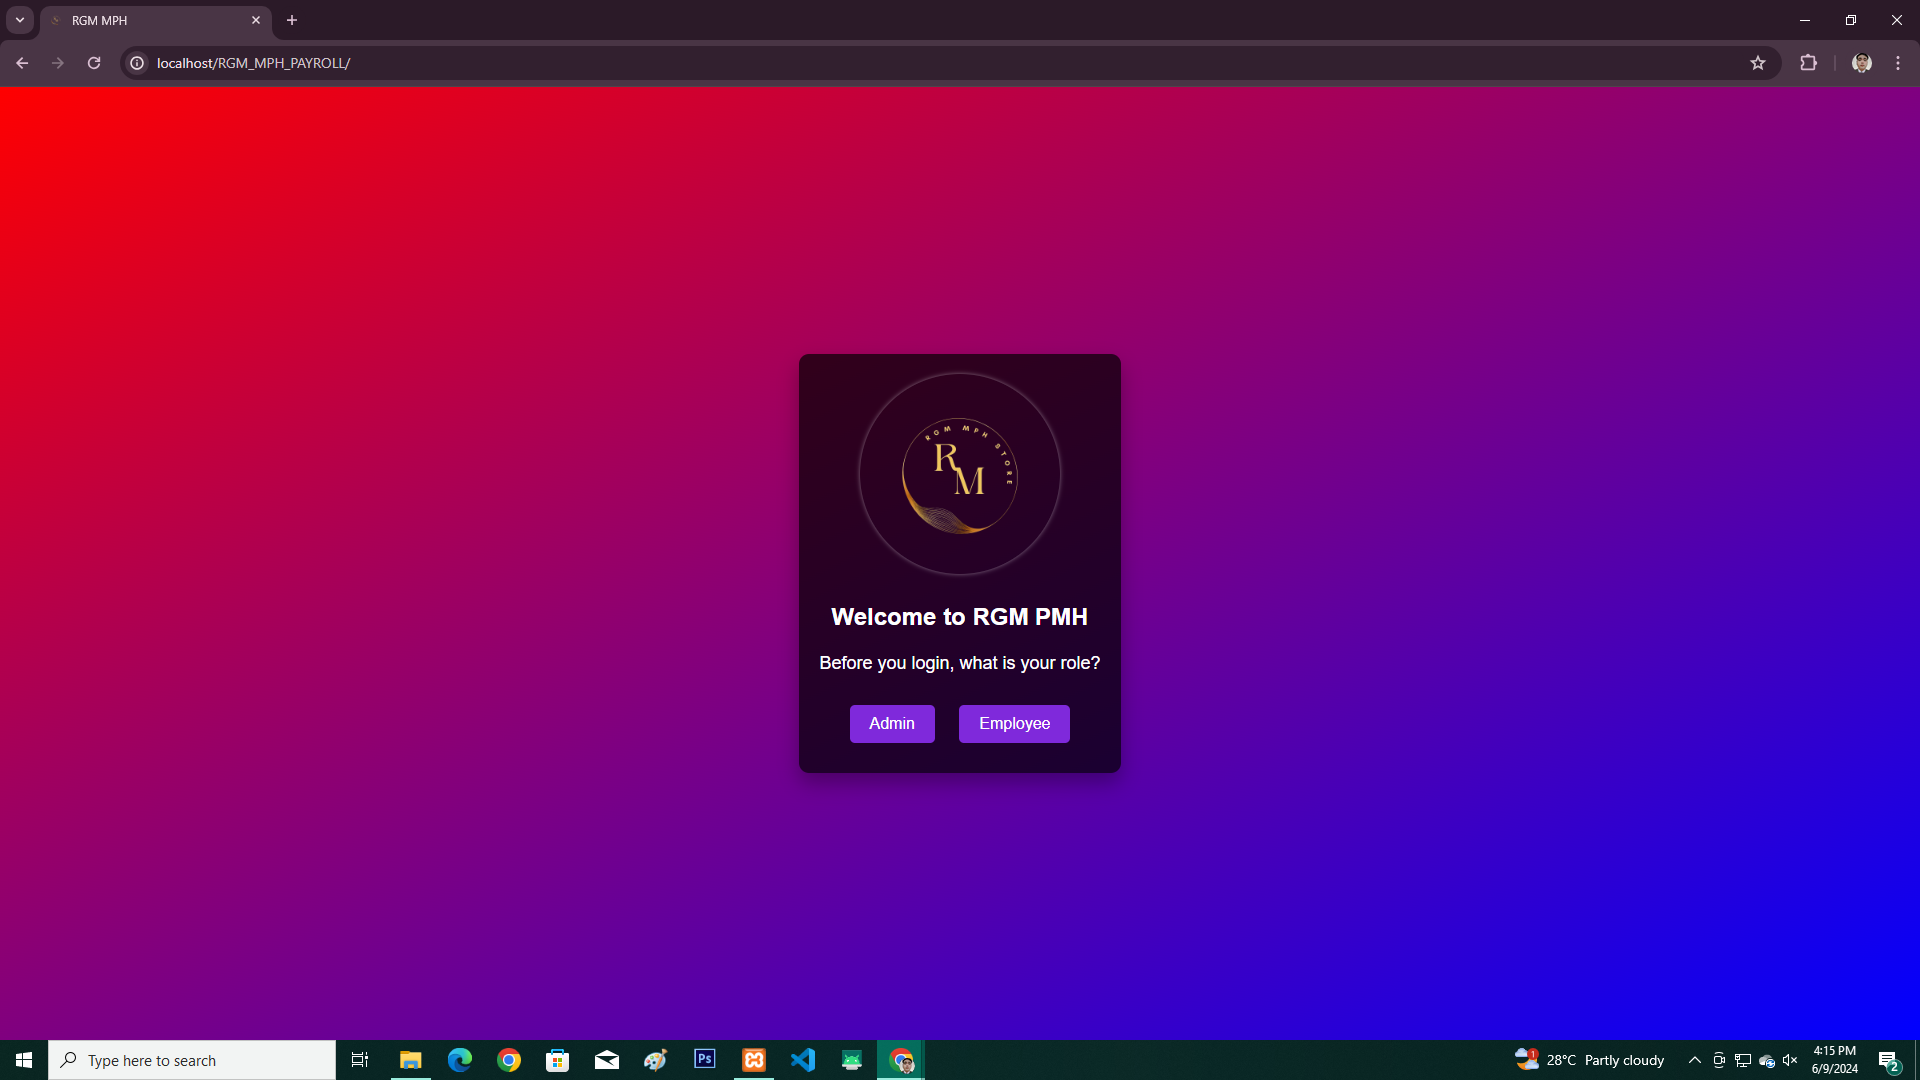 RGM MPH
localhost/RGM_MPH_PAYROLL/
RGM MPH STORE
R
M
Welcome to RGM PMH
Before you login, what is your role?
Admin
Employee
Type here to search
Ps
1
28°C Partly cloudy
4:15 PM
6/9/2024
2